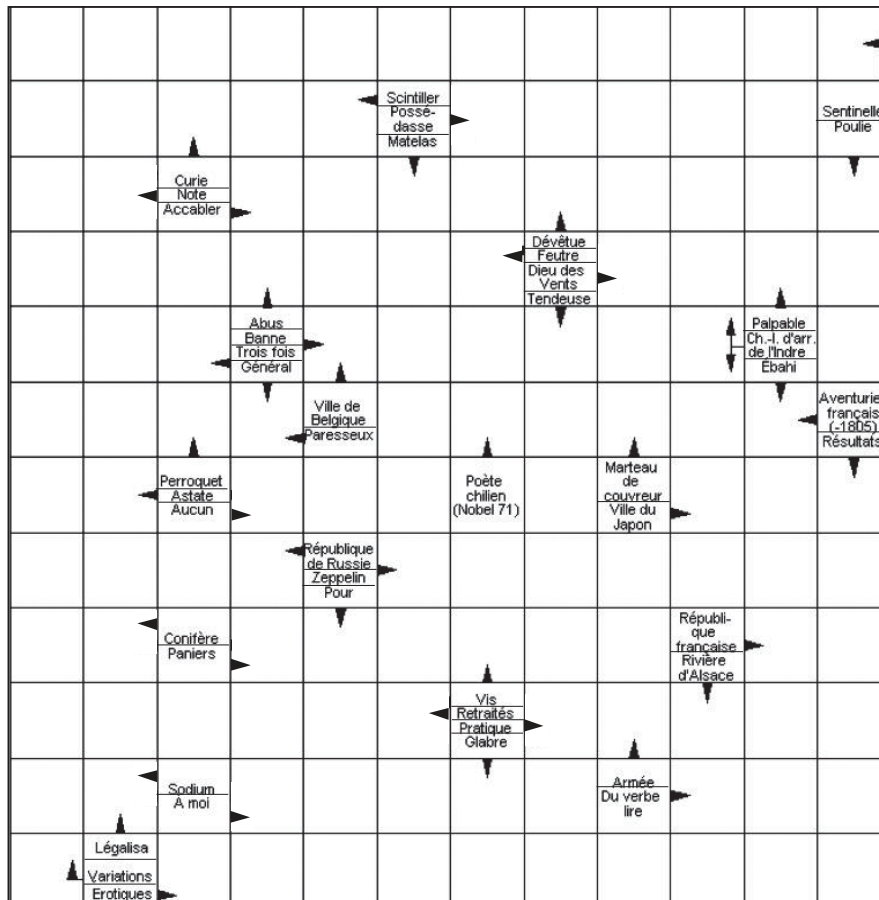 Scintiller
Possé-
dasse
Matelas
Sentinelle
Poulie
Curie
Note
Accabler
Dévêtue
Feutre
Dieu des
Vents
Tendeuse
Abus
Banne
Trois fois
Général
Palpable
Ch.-l. d'arr.
de l'Indre
Ébahi
Ville de
Belgique
Paresseux
Aventurier
français
(-1805)
Résultats
Perroquet
Astate
Aucun
Poète
chilien
(Nobel 71)
Marteau
de
couvreur
Ville du
Japon
République
de Russie
Zeppelin
Pour
Conifère
Paniers
Républi-
que
française
Rivière
d'Alsace
Vis
Retraités
Pratique
Glabre
Sodium
A moi
Armée
Du verbe
lire
Légalisa
Variations
Erotiques